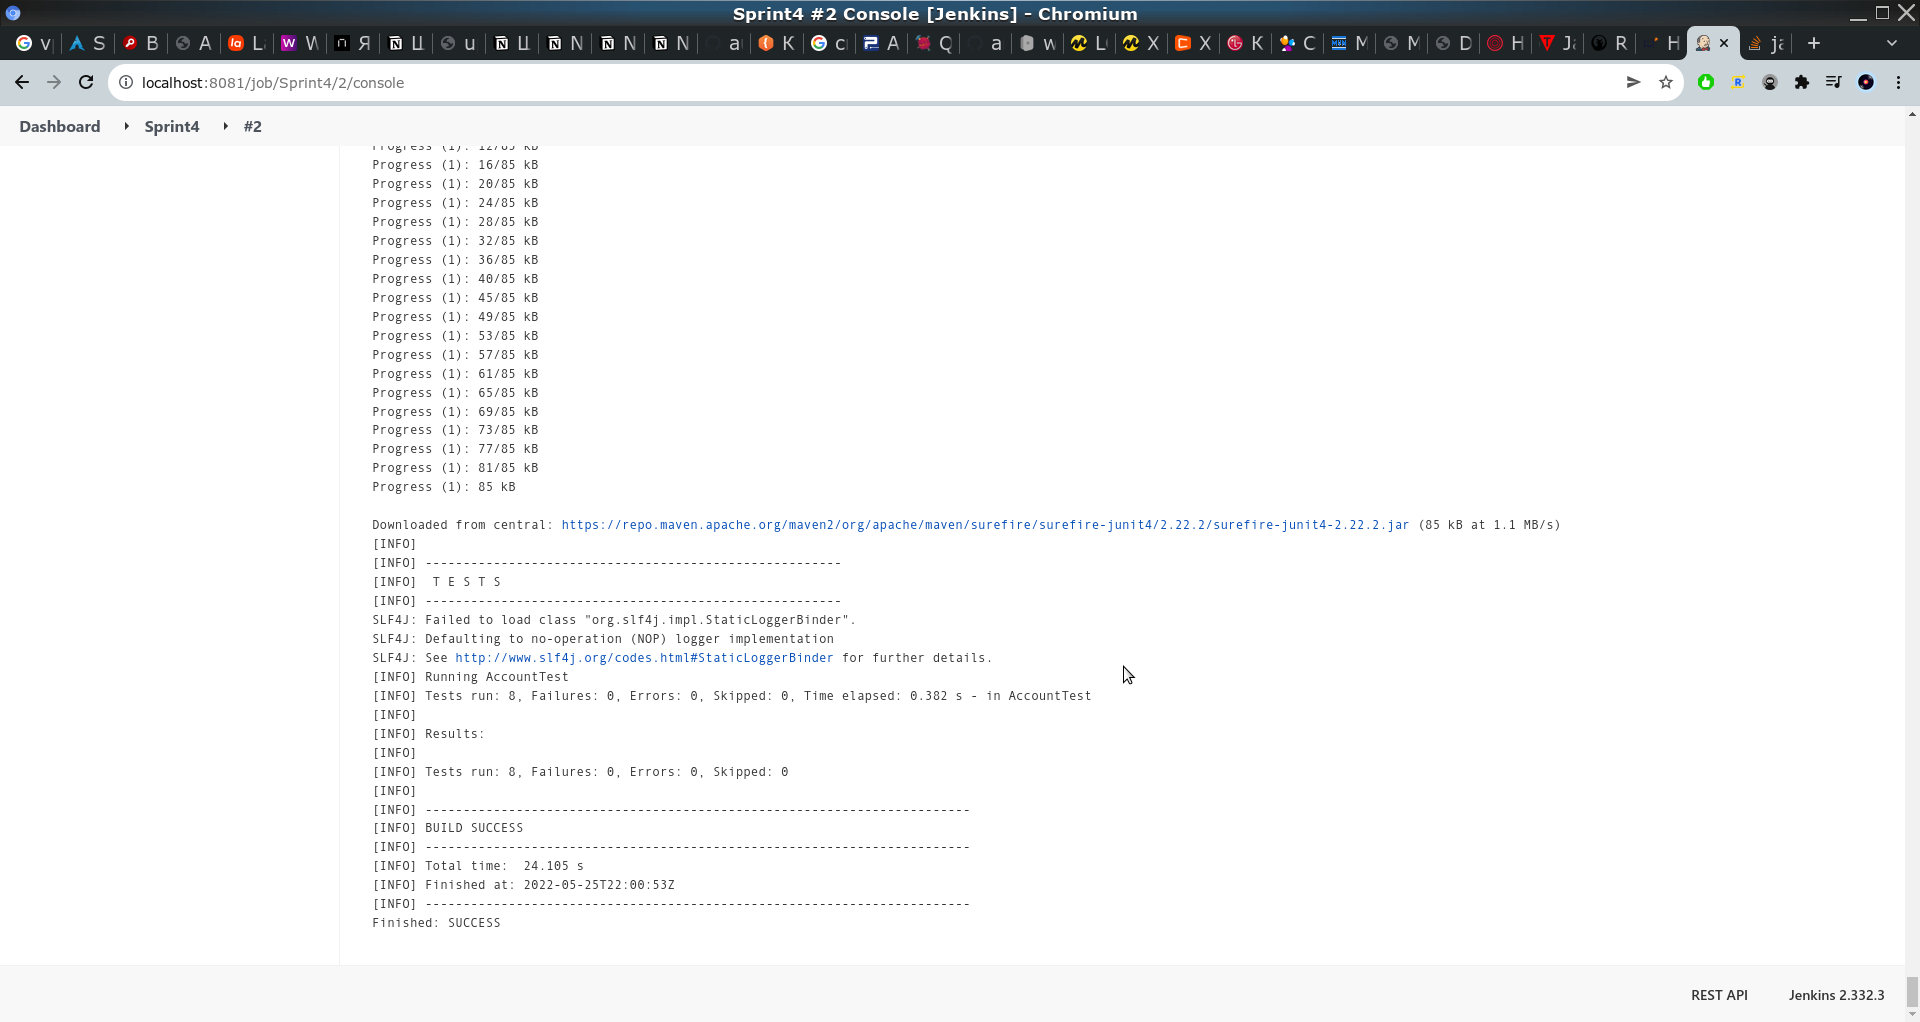 Sprint4 #2 Console [Jenkins] - Chromium
localhost:8081/job/Sprint4/2/console
Dashboard Sprint4 #2
Progress (1): 12/85 kB
Progress (1): 16/85 kB
Progress (1): 20/85 kB
Progress (1): 24/85 kB
Progress (1): 28/85 kB
Progress (1): 32/85 kB
Progress (1): 36/85 kB
Progress (1): 40/85 kB
Progress (1): 45/85 kB
Progress (1): 49/85 kB
Progress (1): 53/85 kB
Progress (1): 57/85 kB
Progress (1): 61/85 kB
Progress (1): 65/85 kB
Progress (1): 69/85 kB
Progress (1): 73/85 kB
Progress (1): 77/85 kB
Progress (1): 81/85 kB
Progress (1): 85 kB
Downloaded from central: https://repo.maven.apache.org/maven2/org/apache/maven/surefire/surefire-junit4/2.22.2/surefire-junit4-2.22.2.jar (85 kB at 1.1 MB/s)
[INFO]
[INFO] -------------------------------------------------------
[INFO]  T E S T S
[INFO] -------------------------------------------------------
SLF4J: Failed to load class "org.slf4j.impl.StaticLoggerBinder".
SLF4J: Defaulting to no-operation (NOP) logger implementation
SLF4J: See http://www.slf4j.org/codes.html#StaticLoggerBinder for further details.
[INFO] Running AccountTest
[INFO] Tests run: 8, Failures: 0, Errors: 0, Skipped: 0, Time elapsed: 0.382 s - in AccountTest
[INFO]
[INFO] Results:
[INFO]
[INFO] Tests run: 8, Failures: 0, Errors: 0, Skipped: 0
[INFO]
[INFO] ------------------------------------------------------------------------
[INFO] BUILD SUCCESS
[INFO] ------------------------------------------------------------------------
[INFO] Total time:  24.105 s
[INFO] Finished at: 2022-05-25T22:00:53Z
[INFO] ------------------------------------------------------------------------
Finished: SUCCESS
REST API Jenkins 2.332.3